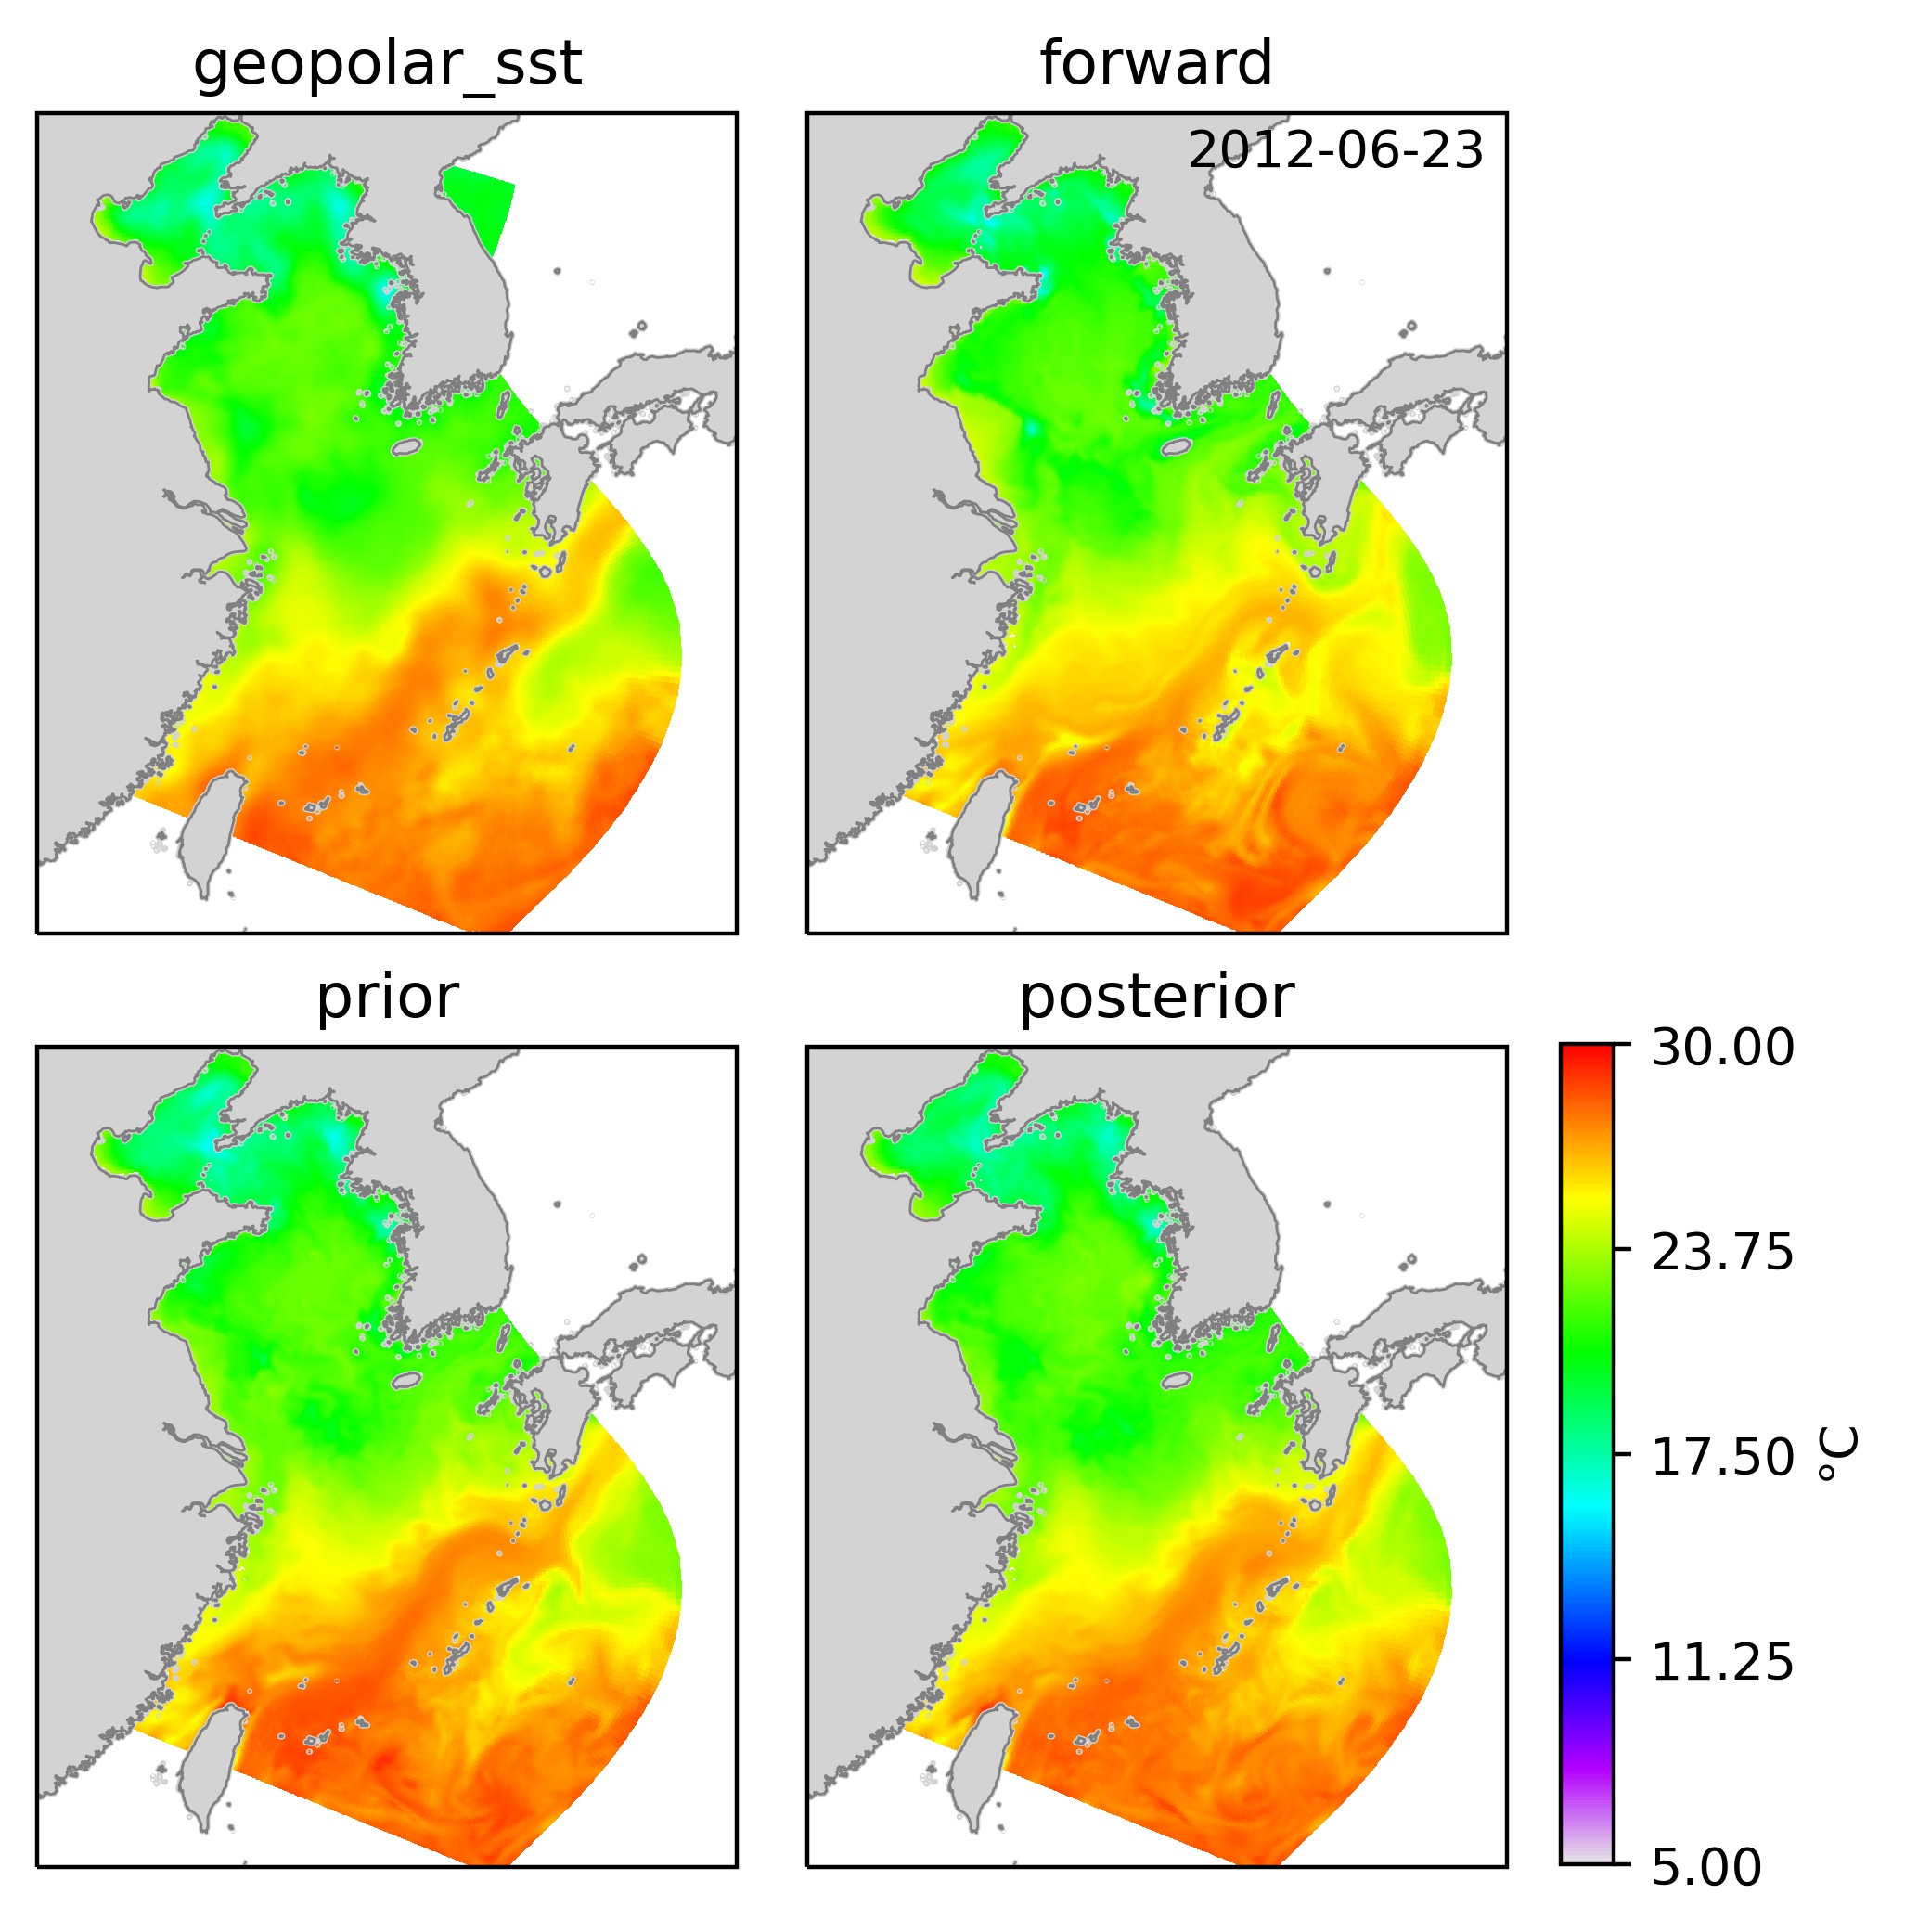 geopolar_sst
forward
2012-06-23
prior
posterior
30.00
23.75
17.50
11.25
5.00
°C